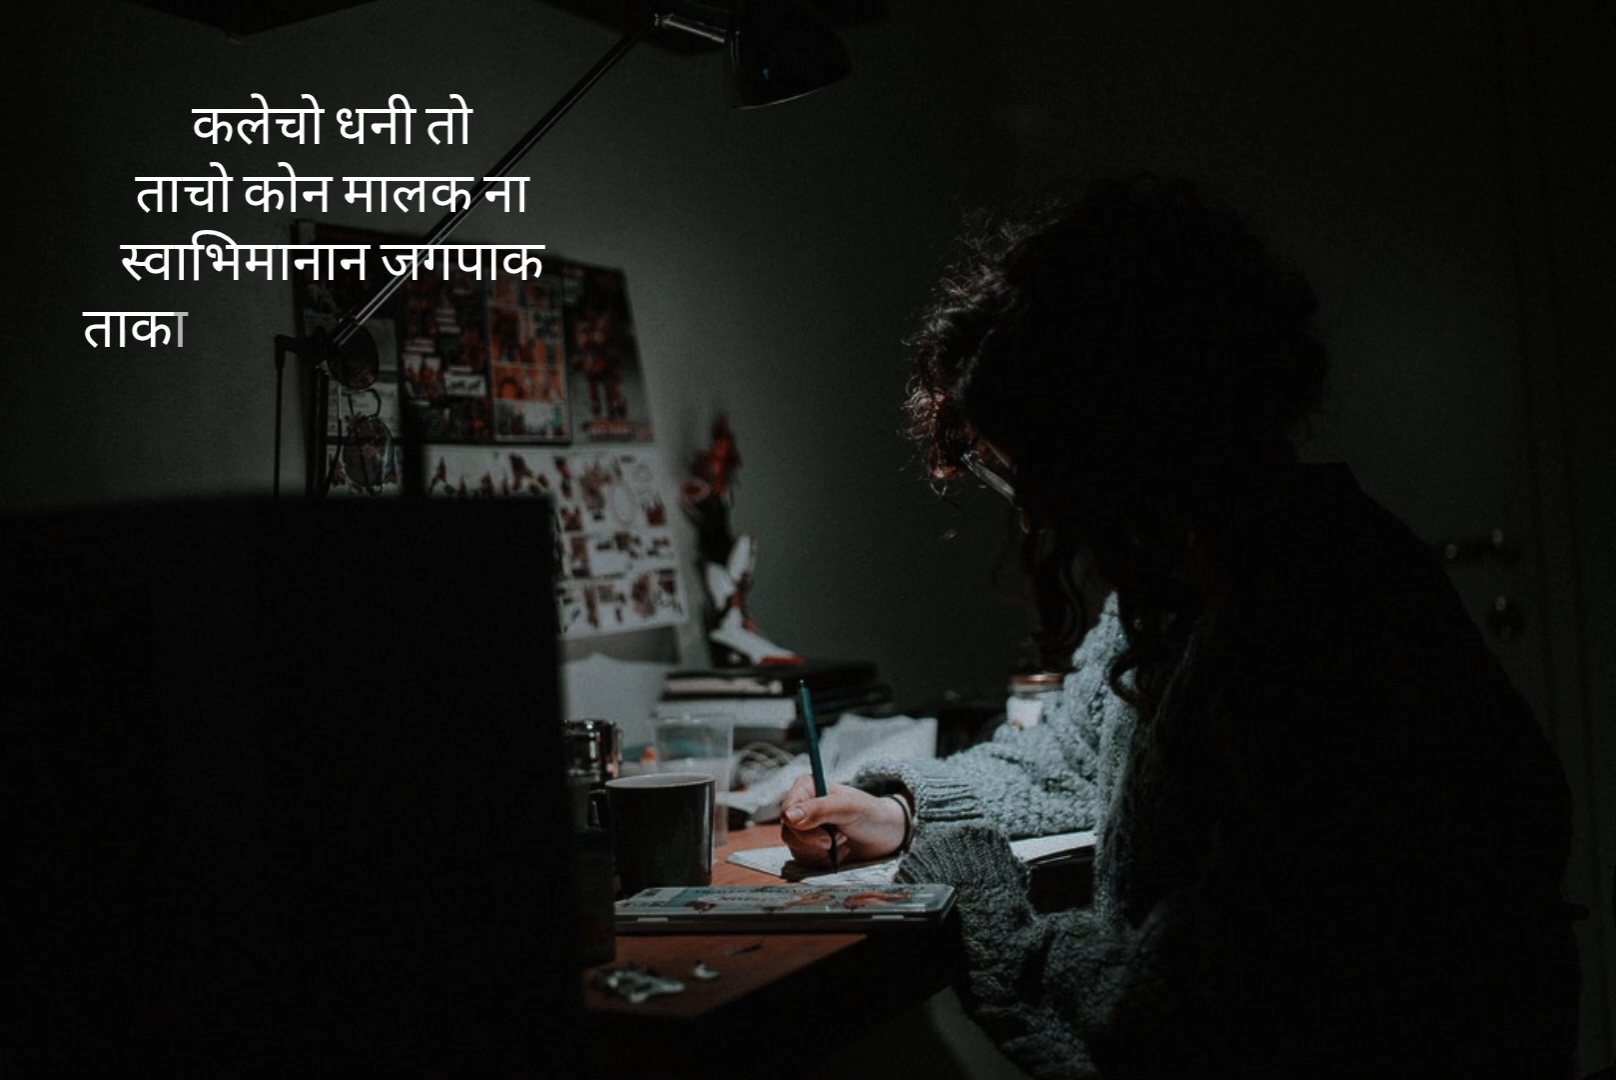 कलेचो धनी तो
ताचो कोन मालक ना
स्वाभिमानान जगपाक
ताका